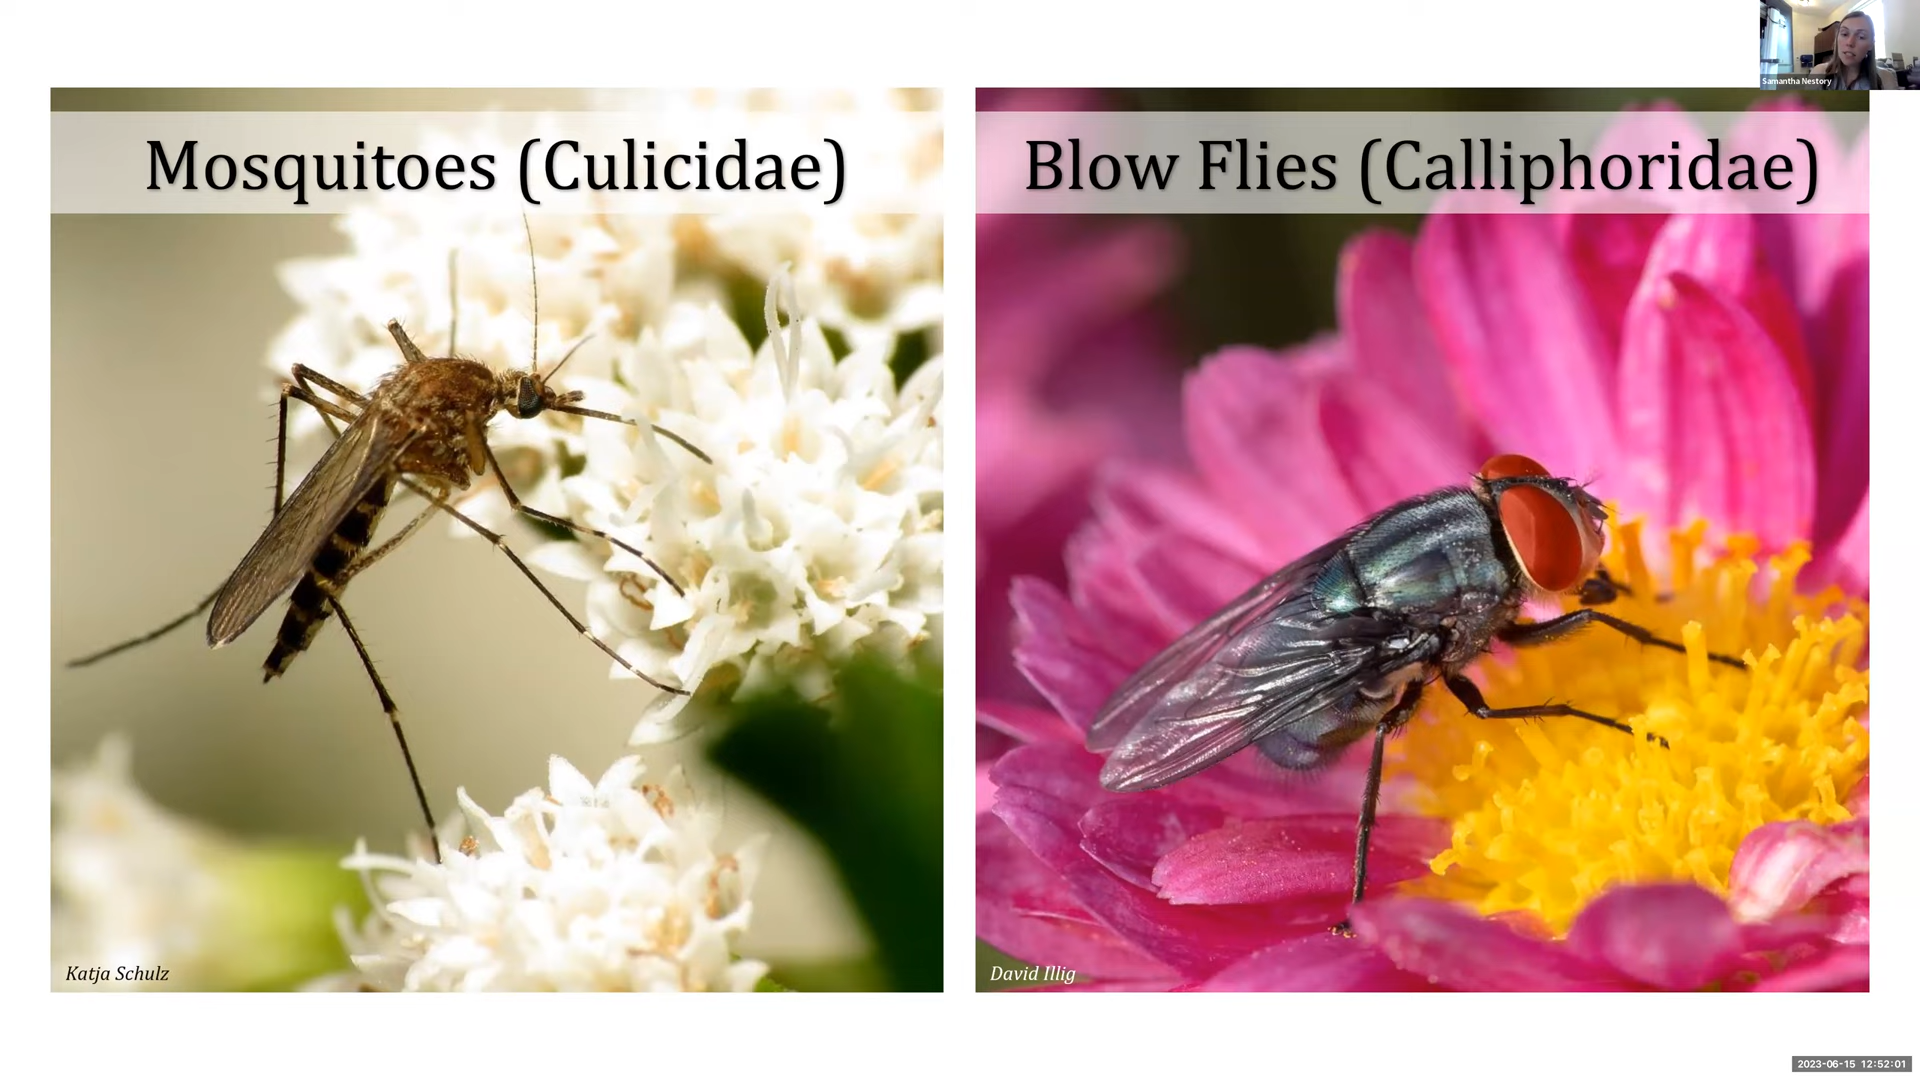 Samantha Nestory
Mosquitoes (Culicidae)
Blow Flies (Calliphoridae)
Katja Schulz
David Illig
2023-06-15 12:52:01